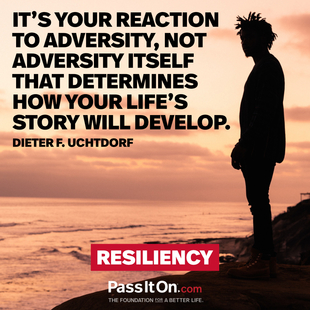 IT'S YOUR REACTION
TO ADVERSITY, NOT
ADVERSITY ITSELF
THAT DETERMINES
HOW YOUR LIFE'S
STORY WILL DEVELOP.
DIETER F. UCHTDORF
RESILIENCY
PassItOn.com
THE FOUNDATION FOR A BETTER LIFE.